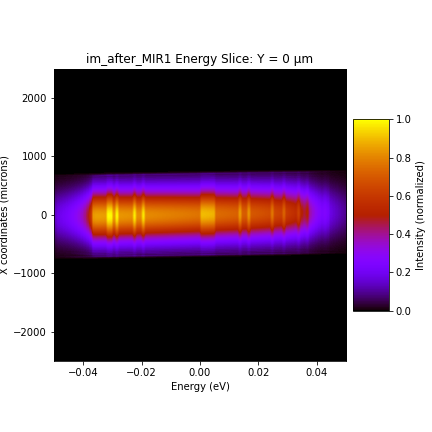 im_after_MIR1 Energy Slice: Y = 0 μm
X coordinates (microns)
2000
1000
0
−1000
−2000
−0.04 −0.02 0.00 0.02 0.04
Energy (eV)
1.0
0.8
0.6
0.4
0.2
0.0
Intensity (normalized)